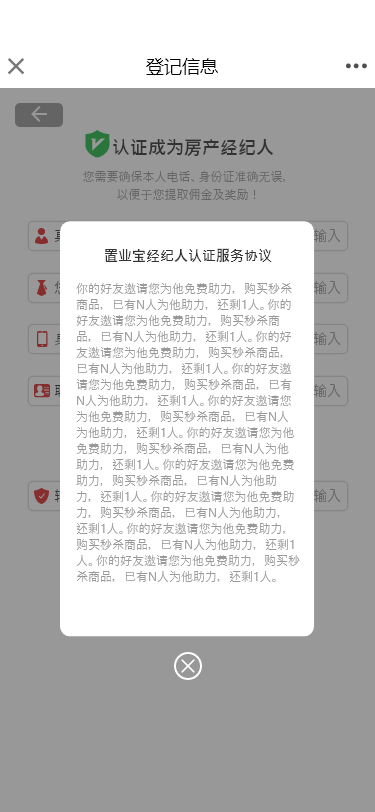 登记信息
认证成为房产经纪人
您需要确保本人电话、身份证准确无误,
以便于您提取佣金及奖励！
输入
输入
输入
输入
输入
置业宝经纪人认证服务协议
你的好友邀请您为他免费助力，购买秒杀
商品，已有N人为他助力，还剩1人。你的
好友邀请您为他免费助力，购买秒杀商
品，已有N人为他助力，还剩1人。你的好
友邀请您为他免费助力，购买秒杀商品，
已有N人为他助力，还剩1人。你的好友邀
请您为他免费助力，购买秒杀商品，已有
N人为他助力，还剩1人。你的好友邀请您
为他免费助力，购买秒杀商品，已有N人
为他助力，还剩1人。你的好友邀请您为他
免费助力，购买秒杀商品，已有N人为他
助力，还剩1人。你的好友邀请您为他免费
助力，购买秒杀商品，已有N人为他助
力，还剩1人。你的好友邀请您为他免费助
力，购买秒杀商品，已有N人为他助力，
还剩1人。你的好友邀请您为他免费助力，
购买秒杀商品，已有N人为他助力，还剩1
人。你的好友邀请您为他免费助力，购买秒
杀商品，已有N人为他助力，还剩1人。